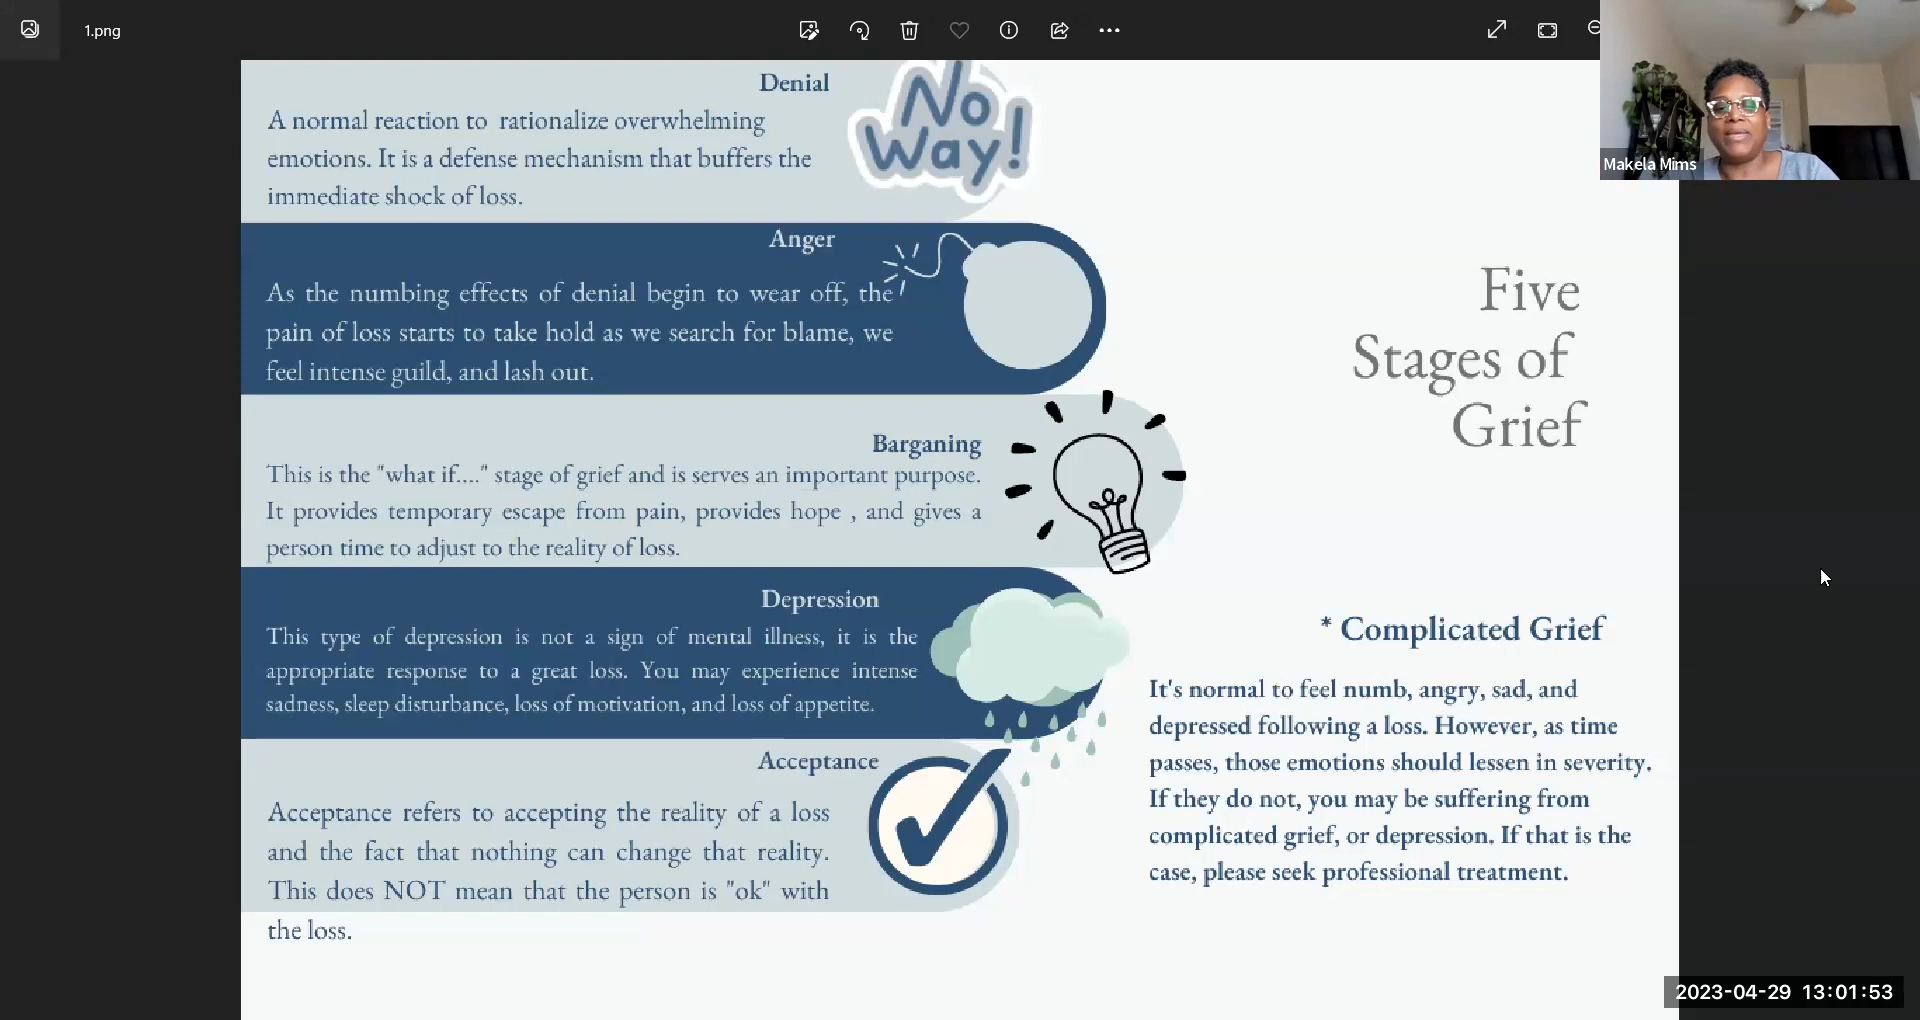 1.png
Denial
No
Way!
A normal reaction to rationalize overwhelming
emotions. It is a defense mechanism that buffers the
immediate shock of loss.
Anger
As the numbing effects of denial begin to wear off, the
pain of loss starts to take hold as we search for blame, we
feel intense guild, and lash out.
Barganing
This is the "what if...." stage of grief and is serves an important purpose.
It provides temporary escape from pain, provides hope , and gives a
person time to adjust to the reality of loss.
Depression
This type of depression is not a sign of mental illness, it is the
appropriate response to a great loss. You may experience intense
sadness, sleep disturbance, loss of motivation, and loss of appetite.
Acceptance
Acceptance refers to accepting the reality of a loss
and the fact that nothing can change that reality.
This does NOT mean that the person is "ok" with
the loss.
Five
Stages of
Grief
* Complicated Grief
It's normal to feel numb, angry, sad, and
depressed following a loss. However, as time
passes, those emotions should lessen in severity.
If they do not, you may be suffering from
complicated grief, or depression. If that is the
case, please seek professional treatment.
Makela Mims
2023-04-29 13:01:53